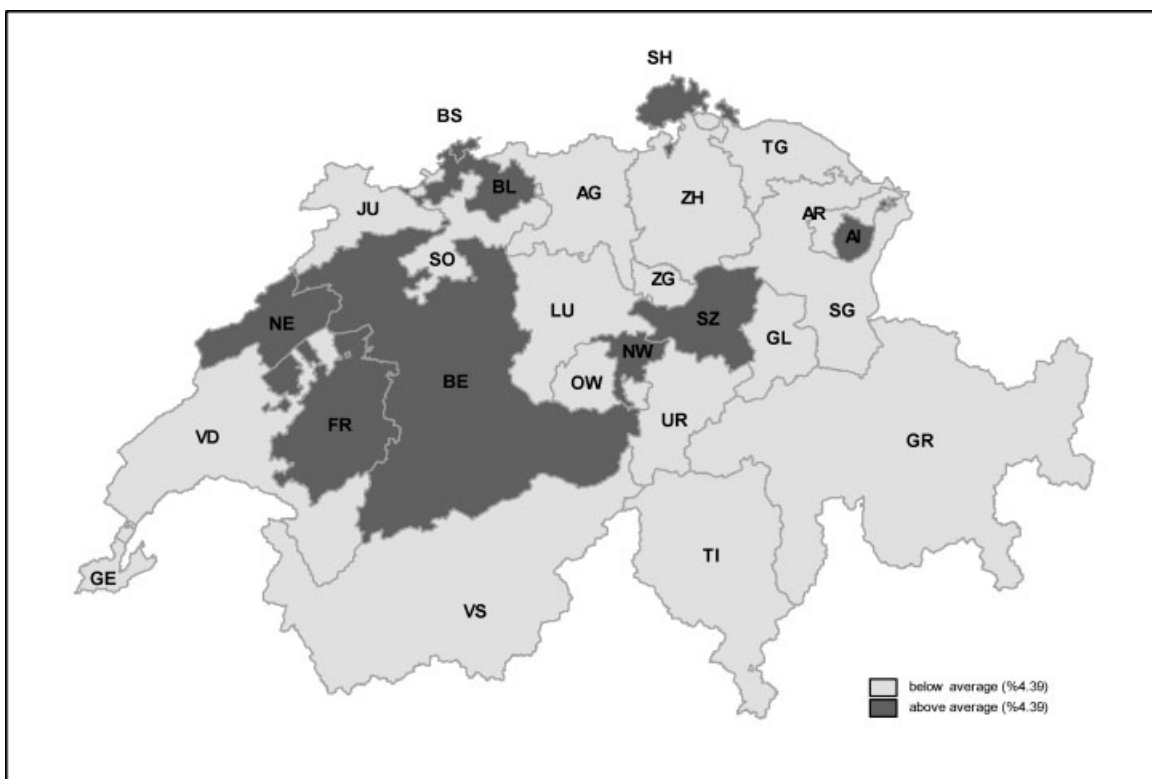 SH
BS
TG
BL
AG
ZH
JU
AR
AI
SO
ZG
LU
SZ
SG
NE
GL
NW
OW
BE
UR
FR
VD
GR
TI
GE
VS
below average (%4.39)
above average (%4.39)